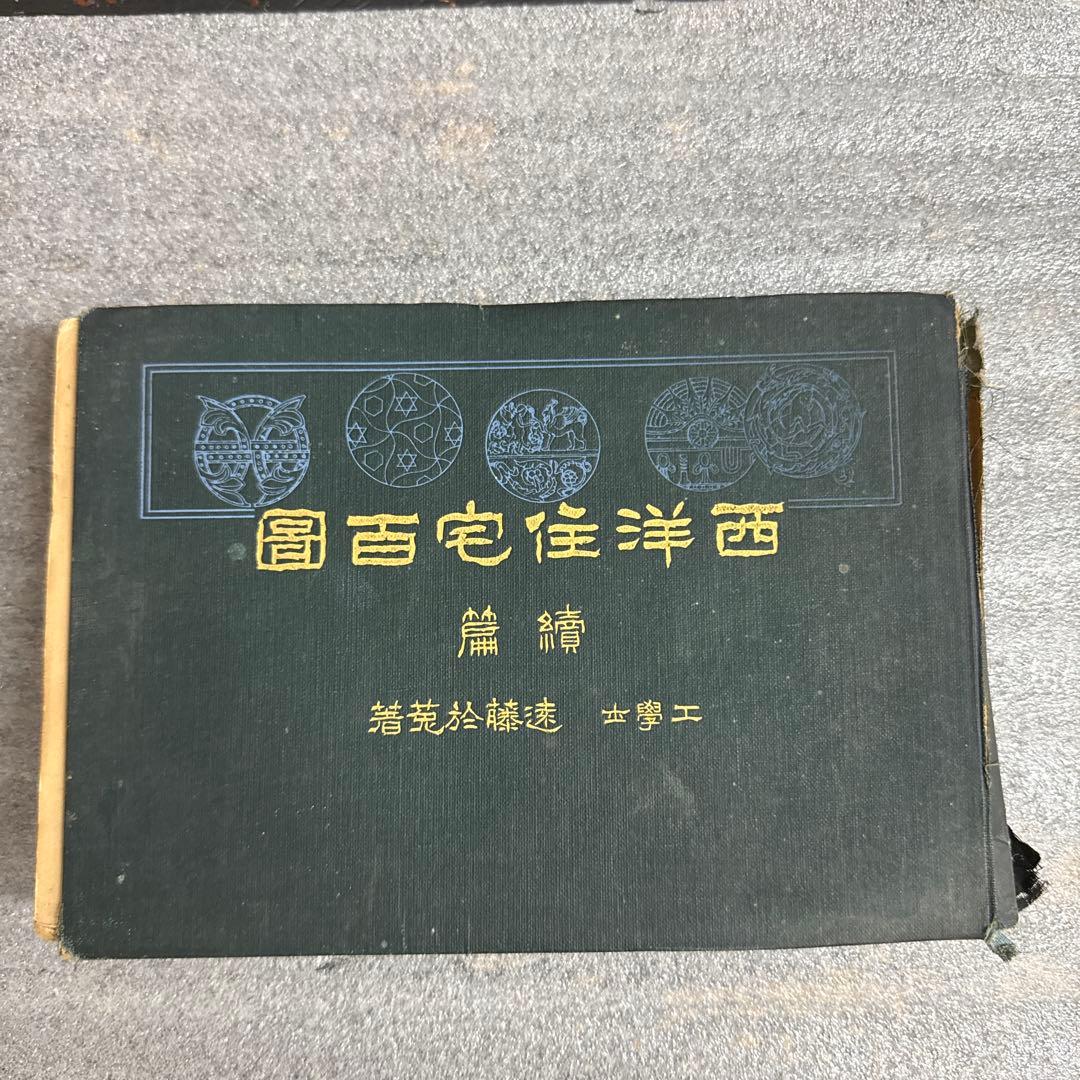 西洋住宅百圖
續篇
工學士 遠藤於菟著